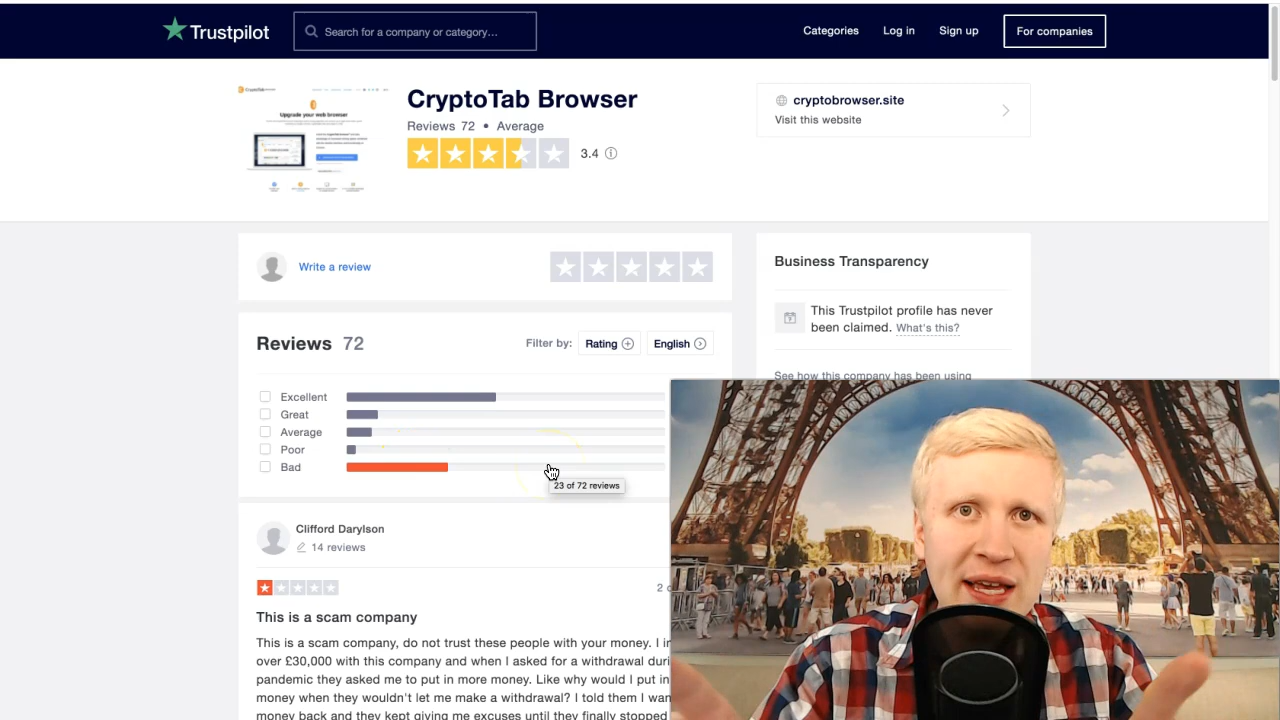 Trustpilot
Search for a company or category...
Categories
Log in
Sign up
For companies
CryptoTab Browser
Reviews 72 • Average
3.4
cryptobrowser.site
Visit this website
Upgrade your web browser
Write a review
Business Transparency
This Trustpilot profile has never
been claimed. What's this?
See how this company has been using
Reviews 72
Filter by:
Rating
English
Excellent
Great
Average
Poor
Bad
23 of 72 reviews
Clifford Darylson
14 reviews
2
This is a scam company
This is a scam company, do not trust these people with your money. I
over £30,000 with this company and when I asked for a withdrawal
pandemic they asked me to put in more money. Like why would I put in
money when they wouldn't let me make a withdrawal? I told them I
money back and they kept giving me excuses until they finally stopped